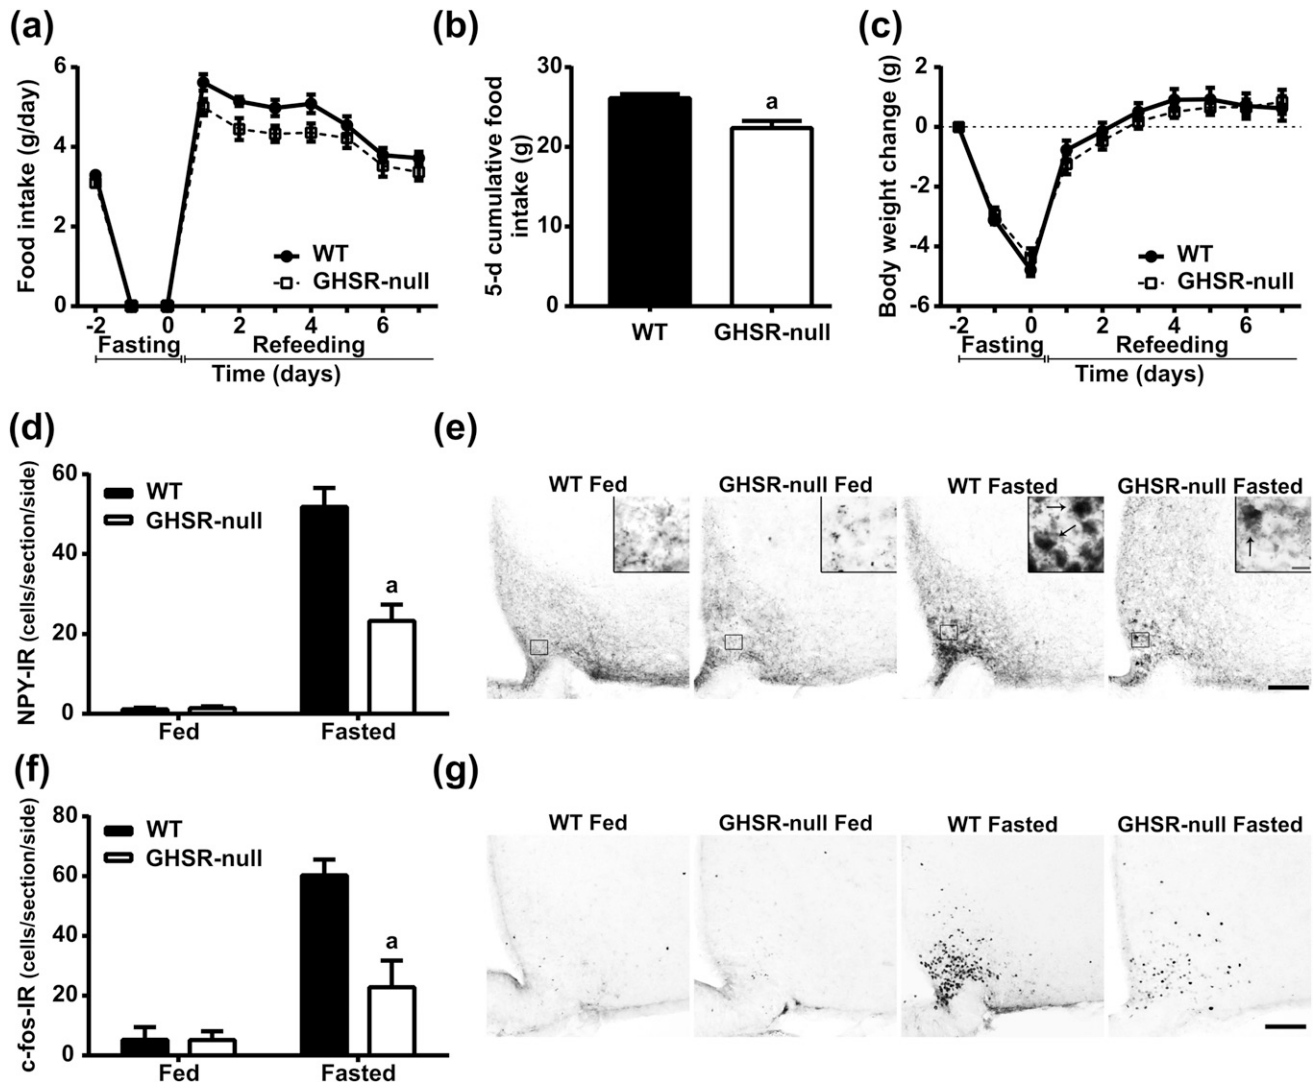 (a)
Food intake (g/day)
6
4
2
0
WT
GHSR-null
-2 0 2 4 6
Fasting Refeeding
Time (days)
(b)
5-d cumulative food
intake (g)
30
20
10
0
a
WT GHSR-null
(c)
Body weight change (g)
2
0
-2
-4
-6
WT
GHSR-null
-2 0 2 4 6
Fasting Refeeding
Time (days)
(d)
NPY-IR (cells/section/side)
60
40
20
0
WT
GHSR-null
a
Fed Fasted
(e)
WT Fed GHSR-null Fed WT Fasted GHSR-null Fasted
(f)
c-fos-IR (cells/section/side)
80
60
40
20
0
WT
GHSR-null
a
Fed Fasted
(g)
WT Fed GHSR-null Fed WT Fasted GHSR-null Fasted